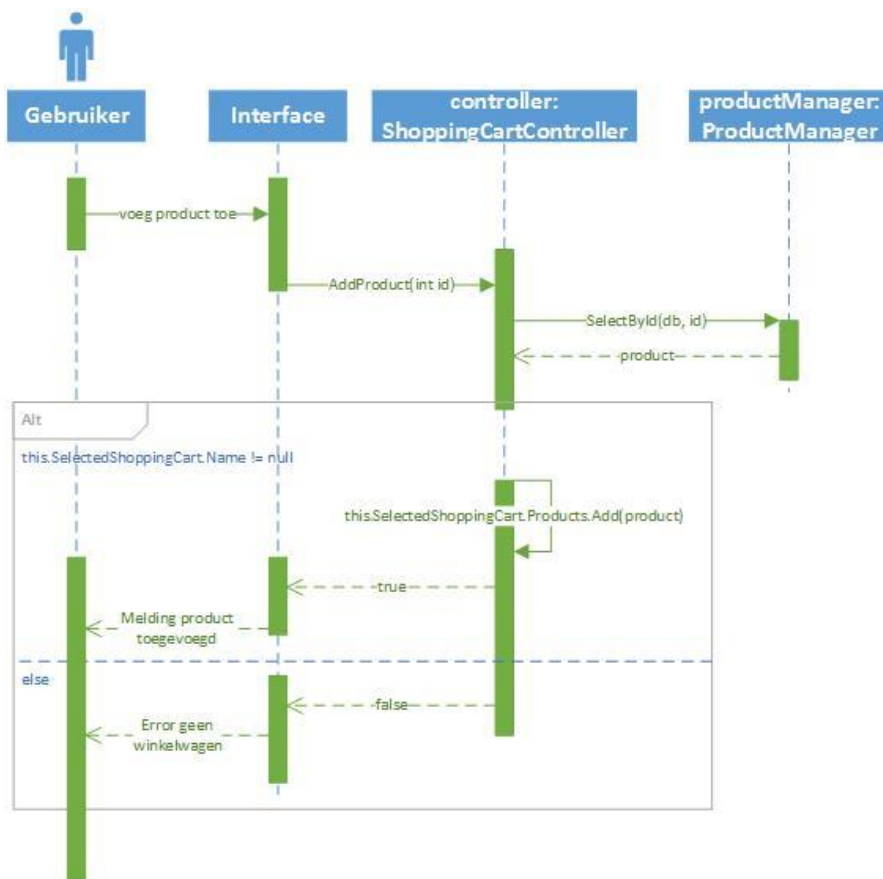 Gebruiker
Interface
controller:
ShoppingCartController
productManager:
ProductManager
voeg product toe
AddProduct(int id)
SelectById(db, id)
product
Alt
this.SelectedShoppingCart.Name != null
this.SelectedShoppingCart.Products.Add(product)
true
Melding product
toegevoegd
else
false
Error geen
winkelwagen